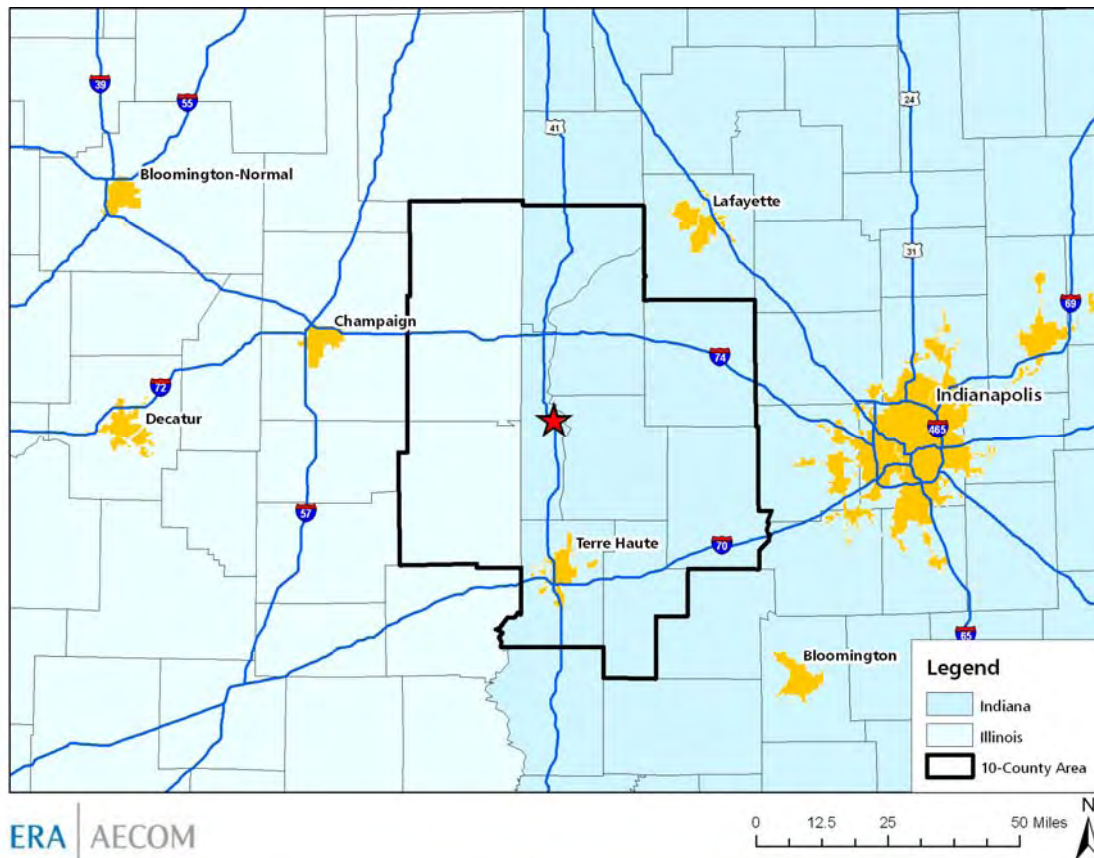 39
55
24
41
Bloomington-Normal
Lafayette
31
69
Champaign
74
72
Decatur
Indianapolis
465
57
Terre Haute
70
65
Bloomington
Legend
Indiana
Illinois
10-County Area
ERA | AECOM
N
0 12.5 25 50 Miles